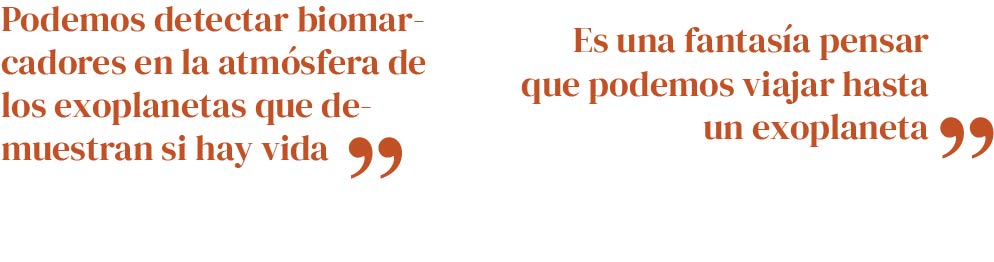 Podemos detectar biomar-
cadores en la atmósfera de
los exoplanetas que de-
muestran si hay vida ”
Es una fantasía pensar
que podemos viajar hasta
un exoplaneta ”